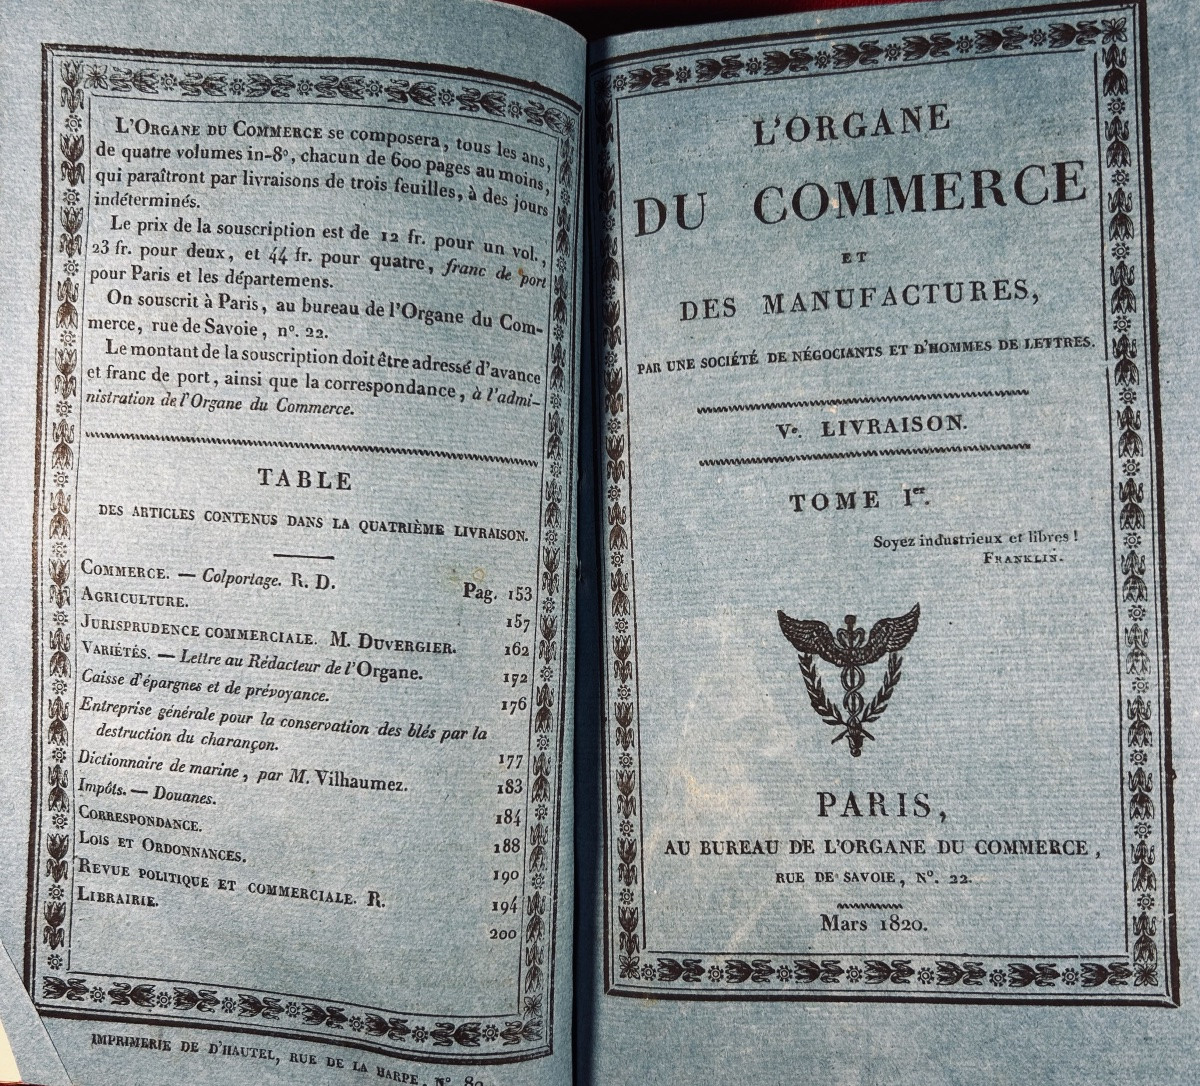 L'ORGANE DU COMMERCE se composera, tous les ans,
de quatre volumes in-8°, chacun de 600 pages au moins,
qui paraîtront par livraisons de trois feuilles, à des jours
indéterminés.
Le prix de la souscription est de 12 fr. pour un vol.,
23 fr. pour deux, et 44 fr. pour quatre, franc de port
pour Paris et les départemens.
On souscrit à Paris, au bureau de l'Organe du Com-
merce, rue de Savoie, n°. 22.
Le montant de la souscription doit être adressé d'avance
et franc de port, ainsi que la correspondance, à l'admi-
nistration de l'Organe du Commerce.
TABLE
DES ARTICLES CONTENUS DANS LA QUATRIÈME LIVRAISON.
COMMERCE. — Colportage. R. D. Pag. 153
AGRICULTURE. 157
JURISPRUDENCE COMMERCIALE. M. DUVERGIER. 162
VARIÉTÉS. — Lettre au Rédacteur de l'Organe. 172
Caisse d'épargnes et de prévoyance. 176
Entreprise générale pour la conservation des blés par la
destruction du charançon. 177
Dictionnaire de marine, par M. Vilhaumez. 183
Impôts. — Douanes. 184
CORRESPONDANCE. 188
LOIS ET ORDONNANCES. 190
REVUE POLITIQUE ET COMMERCIALE. R. 194
LIBRAIRIE. 200
IMPRIMERIE DE D'HAUTEL, RUE DE LA HARPE, N° 80
L'ORGANE
DU COMMERCE
ET
DES MANUFACTURES,
PAR UNE SOCIÉTÉ DE NÉGOCIANTS ET D'HOMMES DE LETTRES.
Ve. LIVRAISON.
TOME Ier.
Soyez industrieux et libres !
FRANKLIN.
PARIS,
AU BUREAU DE L'ORGANE DU COMMERCE,
RUE DE SAVOIE, N°. 22.
Mars 1820.